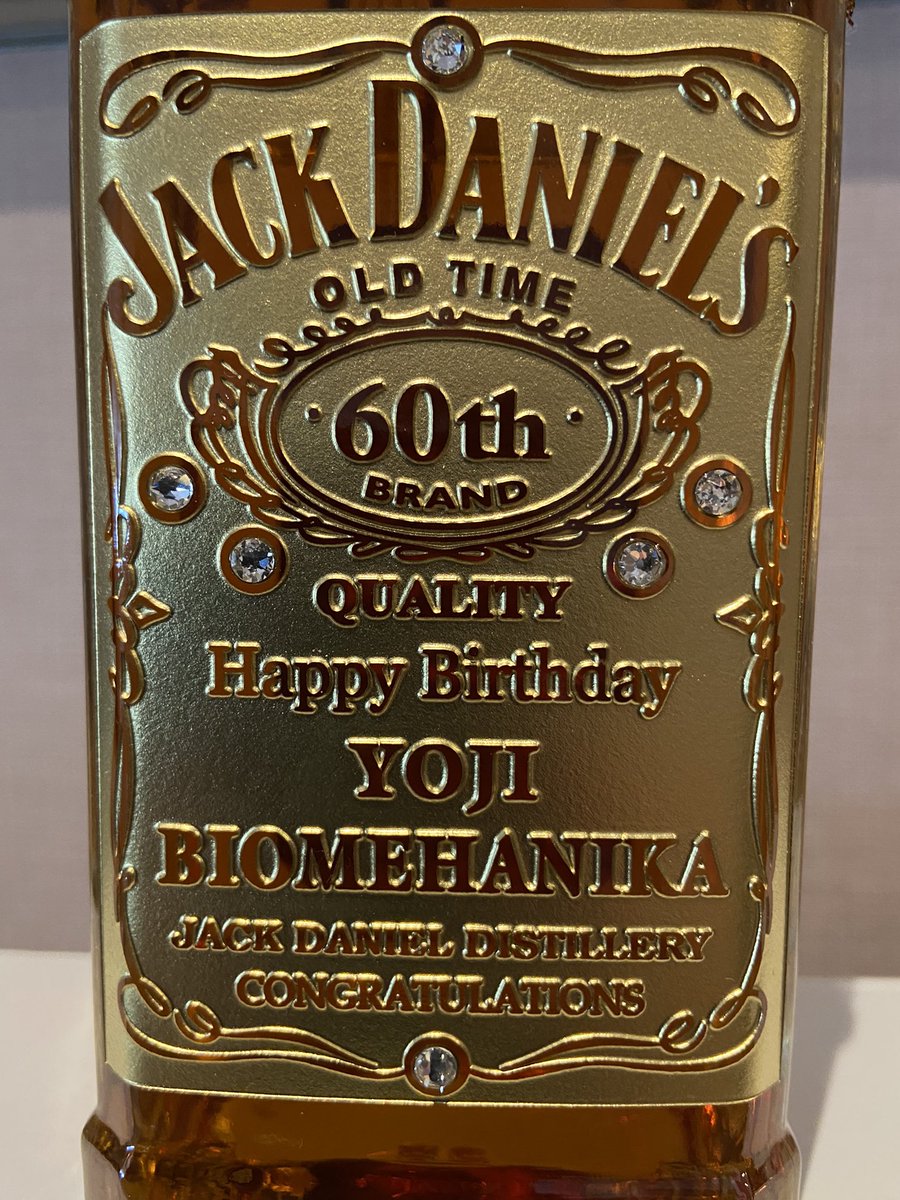 JACK DANIEL'S
OLD TIME
• 60th •
BRAND
QUALITY
Happy Birthday
YOJI
BIOMEHANIKA
JACK DANIEL DISTILLERY
CONGRATULATIONS